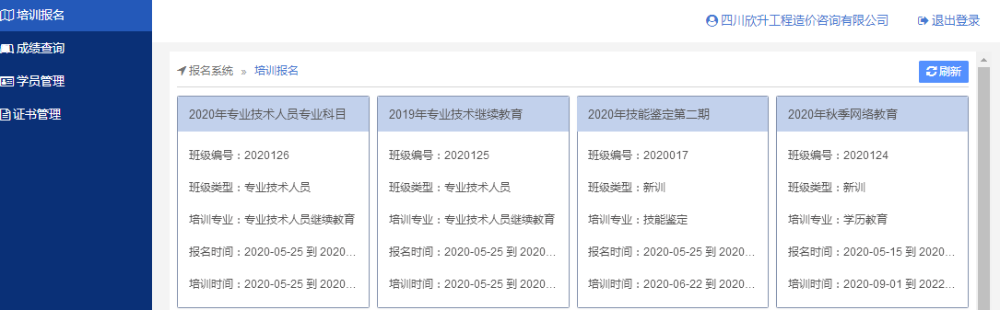 培训报名
成绩查询
学员管理
证书管理
四川欣升工程造价咨询有限公司 退出登录
报名系统 » 培训报名 刷新
2020年专业技术人员专业科目
班级编号：2020126
班级类型：专业技术人员
培训专业：专业技术人员继续教育
报名时间：2020-05-25 到 2020...
培训时间：2020-05-25 到 2020...
2019年专业技术继续教育
班级编号：2020125
班级类型：专业技术人员
培训专业：专业技术人员继续教育
报名时间：2020-05-25 到 2020...
培训时间：2020-05-25 到 2020...
2020年技能鉴定第二期
班级编号：2020017
班级类型：新训
培训专业：技能鉴定
报名时间：2020-05-25 到 2020...
培训时间：2020-06-22 到 2020...
2020年秋季网络教育
班级编号：2020124
班级类型：新训
培训专业：学历教育
报名时间：2020-05-15 到 2020...
培训时间：2020-09-01 到 2022...